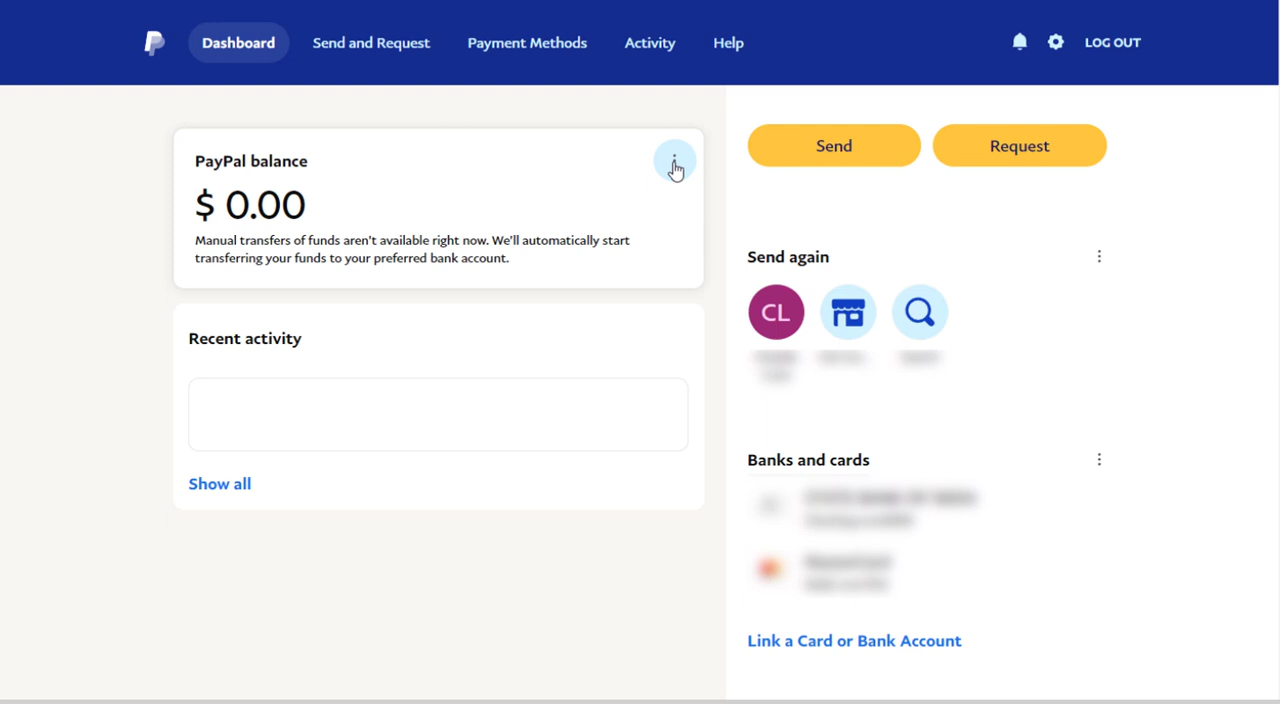 Dashboard
Send and Request
Payment Methods
Activity
Help
LOG OUT
PayPal balance
$ 0.00
Manual transfers of funds aren't available right now. We'll automatically start
transferring your funds to your preferred bank account.
Recent activity
Show all
Send
Request
Send again
CL
Banks and cards
Link a Card or Bank Account